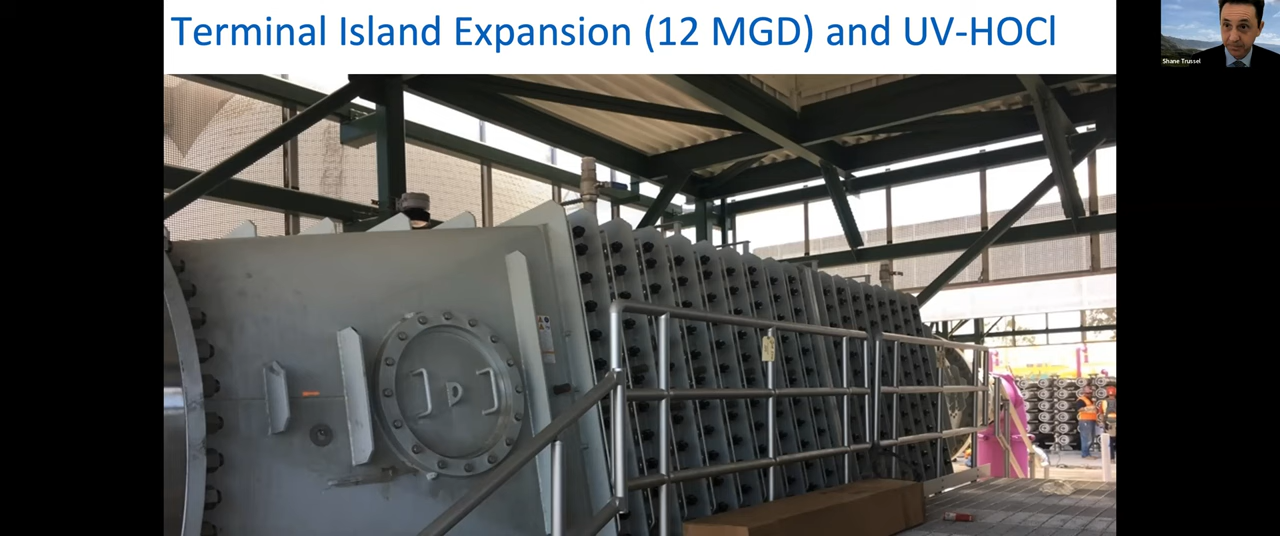 Terminal Island Expansion (12 MGD) and UV-HOCl
Shane Trussel